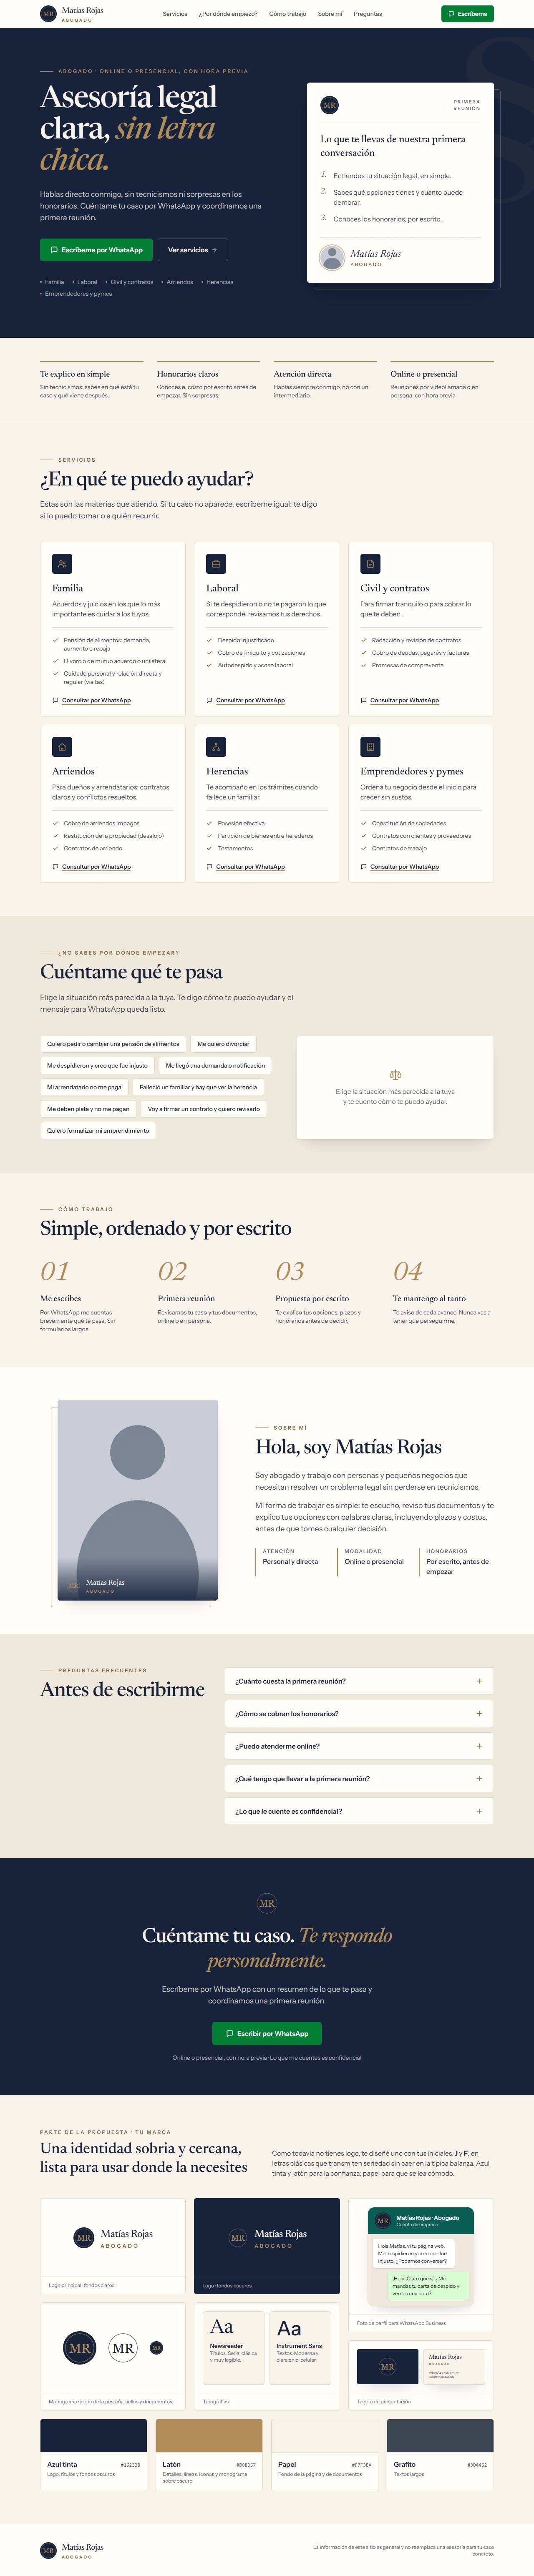 MR
Matías Rojas
ABOGADO
Servicios
¿Por dónde empiezo?
Cómo trabajo
Sobre mí
Preguntas
Escríbeme
ABOGADO · ONLINE O PRESENCIAL, CON HORA PREVIA
Asesoría legal
clara, sin letra
chica.
Hablas directo conmigo, sin tecnicismos ni sorpresas en los
honorarios. Cuéntame tu caso por WhatsApp y coordinamos una
primera reunión.
Escríbeme por WhatsApp
Ver servicios →
• Familia • Laboral • Civil y contratos • Arriendos • Herencias
• Emprendedores y pymes
MR
PRIMERA
REUNIÓN
Lo que te llevas de nuestra primera
conversación
1. Entiendes tu situación legal, en simple.
2. Sabes qué opciones tienes y cuánto puede
demorar.
3. Conoces los honorarios, por escrito.
Matías Rojas
ABOGADO
Te explico en simple
Sin tecnicismos: sabes en qué está tu
caso y qué viene después.
Honorarios claros
Conoces el costo por escrito antes de
empezar. Sin sorpresas.
Atención directa
Hablas siempre conmigo, no con un
intermediario.
Online o presencial
Reuniones por videollamada o en
persona, con hora previa.
SERVICIOS
¿En qué te puedo ayudar?
Estas son las materias que atiendo. Si tu caso no aparece, escríbeme igual: te digo
si lo puedo tomar o a quién recurrir.
Familia
Acuerdos y juicios en los que lo más
importante es cuidar a los tuyos.
Pensión de alimentos: demanda,
aumento o rebaja
Divorcio de mutuo acuerdo o unilateral
Cuidado personal y relación directa y
regular (visitas)
Consultar por WhatsApp
Laboral
Si te despidieron o no te pagaron lo que
corresponde, revisamos tus derechos.
Despido injustificado
Cobro de finiquito y cotizaciones
Autodespido y acoso laboral
Consultar por WhatsApp
Civil y contratos
Para firmar tranquilo o para cobrar lo
que te deben.
Redacción y revisión de contratos
Cobro de deudas, pagarés y facturas
Promesas de compraventa
Consultar por WhatsApp
Arriendos
Para dueños y arrendatarios: contratos
claros y conflictos resueltos.
Cobro de arriendos impagos
Restitución de la propiedad (desalojo)
Contratos de arriendo
Consultar por WhatsApp
Herencias
Te acompaño en los trámites cuando
fallece un familiar.
Posesión efectiva
Partición de bienes entre herederos
Testamentos
Consultar por WhatsApp
Emprendedores y pymes
Ordena tu negocio desde el inicio para
crecer sin sustos.
Constitución de sociedades
Contratos con clientes y proveedores
Contratos de trabajo
Consultar por WhatsApp
¿NO SABES POR DÓNDE EMPEZAR?
Cuéntame qué te pasa
Elige la situación más parecida a la tuya. Te digo cómo te puedo ayudar y el
mensaje para WhatsApp queda listo.
Quiero pedir o cambiar una pensión de alimentos
Me quiero divorciar
Me despidieron y creo que fue injusto
Me llegó una demanda o notificación
Mi arrendatario no me paga
Falleció un familiar y hay que ver la herencia
Me deben plata y no me pagan
Voy a firmar un contrato y quiero revisarlo
Quiero formalizar mi emprendimiento
Elige la situación más parecida a la tuya
y te cuento cómo te puedo ayudar.
CÓMO TRABAJO
Simple, ordenado y por escrito
01
Me escribes
Por WhatsApp me cuentas
brevemente qué te pasa. Sin
formularios largos.
02
Primera reunión
Revisamos tu caso y tus documentos,
online o en persona.
03
Propuesta por escrito
Te explico tus opciones, plazos y
honorarios antes de decidir.
04
Te mantengo al tanto
Te aviso de cada avance. Nunca vas a
tener que perseguirme.
MR
Matías Rojas
ABOGADO
SOBRE MÍ
Hola, soy Matías Rojas
Soy abogado y trabajo con personas y pequeños negocios que
necesitan resolver un problema legal sin perderse en tecnicismos.
Mi forma de trabajar es simple: te escucho, reviso tus documentos y te
explico tus opciones con palabras claras, incluyendo plazos y costos,
antes de que tomes cualquier decisión.
ATENCIÓN
Personal y directa
MODALIDAD
Online o presencial
HONORARIOS
Por escrito, antes de
empezar
PREGUNTAS FRECUENTES
Antes de escribirme
¿Cuánto cuesta la primera reunión?
¿Cómo se cobran los honorarios?
¿Puedo atenderme online?
¿Qué tengo que llevar a la primera reunión?
¿Lo que le cuente es confidencial?
MR
Cuéntame tu caso. Te respondo
personalmente.
Escríbeme por WhatsApp con un resumen de lo que te pasa y
coordinamos una primera reunión.
Escribir por WhatsApp
Online o presencial, con hora previa · Lo que me cuentes es confidencial
PARTE DE LA PROPUESTA · TU MARCA
Una identidad sobria y cercana,
lista para usar donde la necesites
Como todavía no tienes logo, te diseñé uno con tus iniciales, J y F, en
letras clásicas que transmiten seriedad sin caer en la típica balanza. Azul
tinta y latón para la confianza; papel para que se lea cómodo.
MR
Matías Rojas
ABOGADO
Logo principal · fondos claros
MR
Matías Rojas
ABOGADO
Logo · fondos oscuros
MR
Matías Rojas · Abogado
Cuenta de empresa
Hola Matías, vi tu página web.
Me despidieron y creo que fue
injusto. ¿Podemos conversar?
¡Hola! Claro que sí. ¿Me
mandas tu carta de despido y
vemos una hora?
Foto de perfil para WhatsApp Business
MR
MR
MR
Monograma · ícono de la pestaña, sellos y documentos
Aa
Newsreader
Títulos. Seria, clásica
y muy legible.
Aa
Instrument Sans
Textos. Moderna y
clara en el celular.
Tipografías
MR
Matías Rojas
ABOGADO
Tarjeta de presentación
Azul tinta
#162338
Logo, títulos y fondos oscuros
Latón
#B08D57
Detalles: líneas, íconos y monograma
sobre oscuro
Papel
#F7F3EA
Fondo de la página y de documentos
Grafito
#3D4452
Textos largos
MR
Matías Rojas
ABOGADO
La información de este sitio es general y no reemplaza una asesoría para tu caso
concreto.